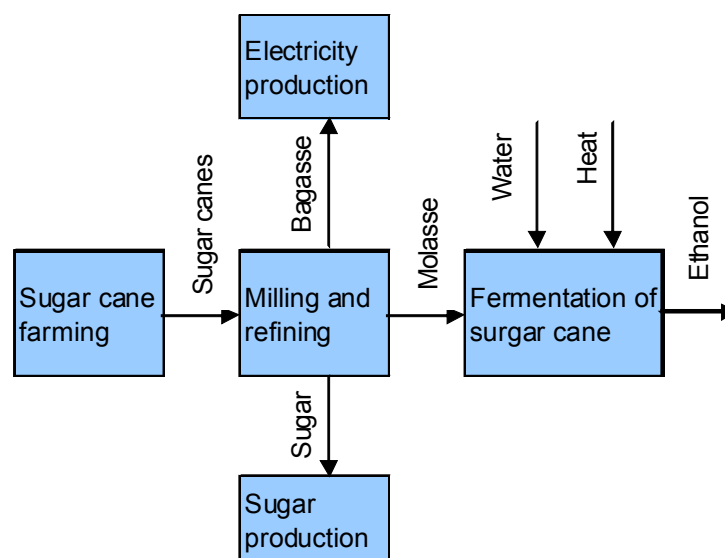 Electricity
production
Sugar canes
Bagasse
Water
Heat
Molasse
Ethanol
Sugar cane
farming
Milling and
refining
Fermentation of
surgar cane
Sugar
Sugar
production